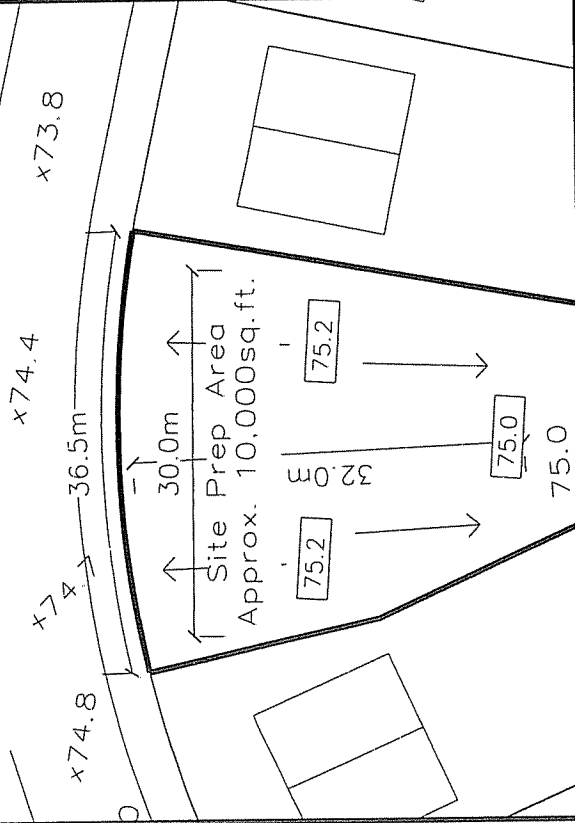 x73.8
x74.4
36.5m
x74
x74.8
30.0m
Site Prep Area
Approx. 10,000sq.ft.
75.2
75.2
32.0m
75.0
75.0